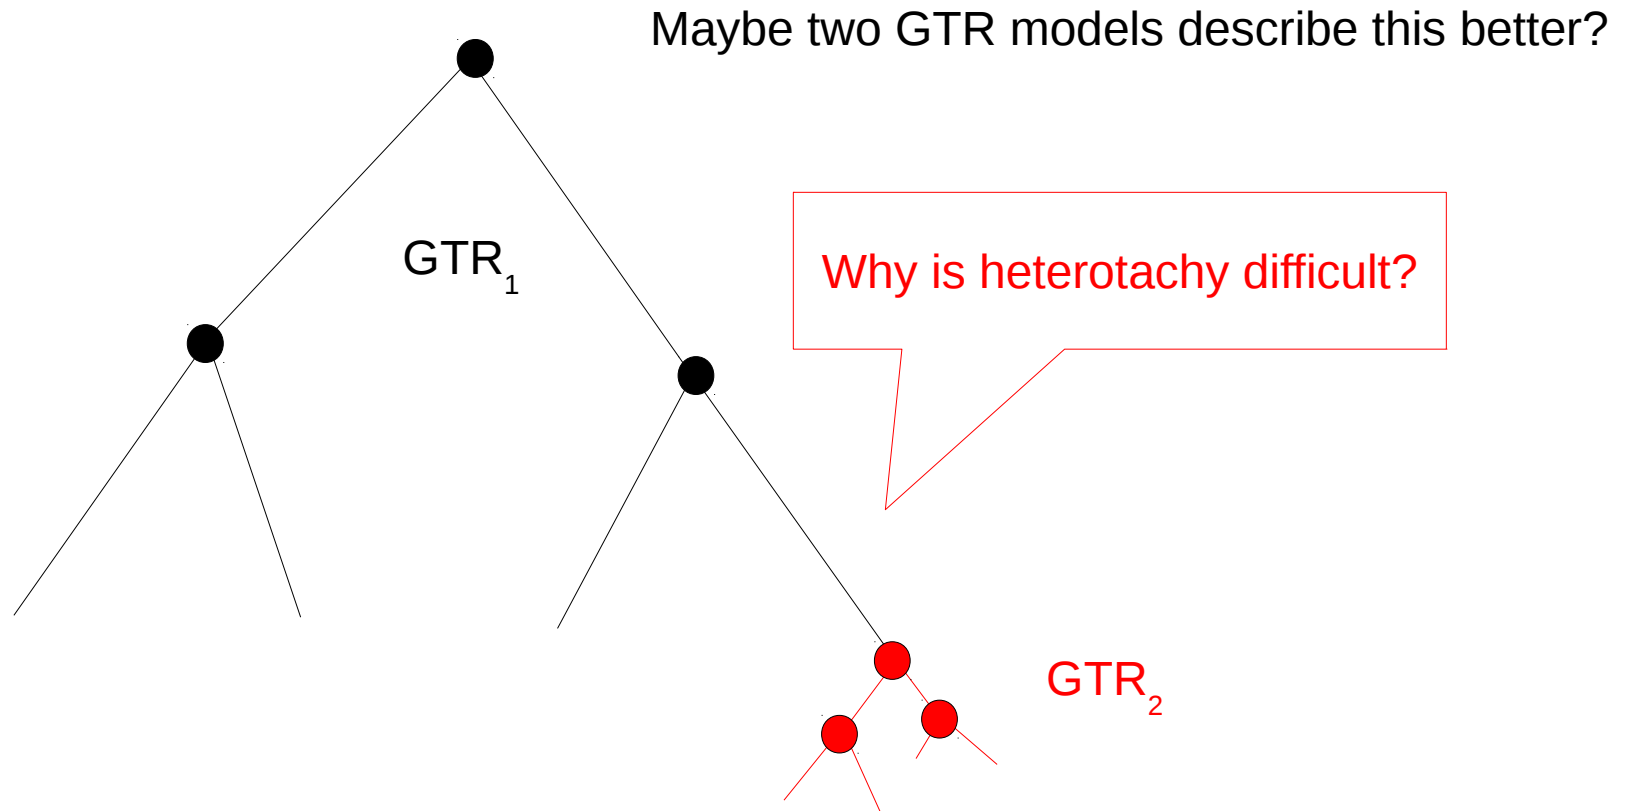 Maybe two GTR models describe this better?
GTR1
Why is heterotachy difficult?
GTR2